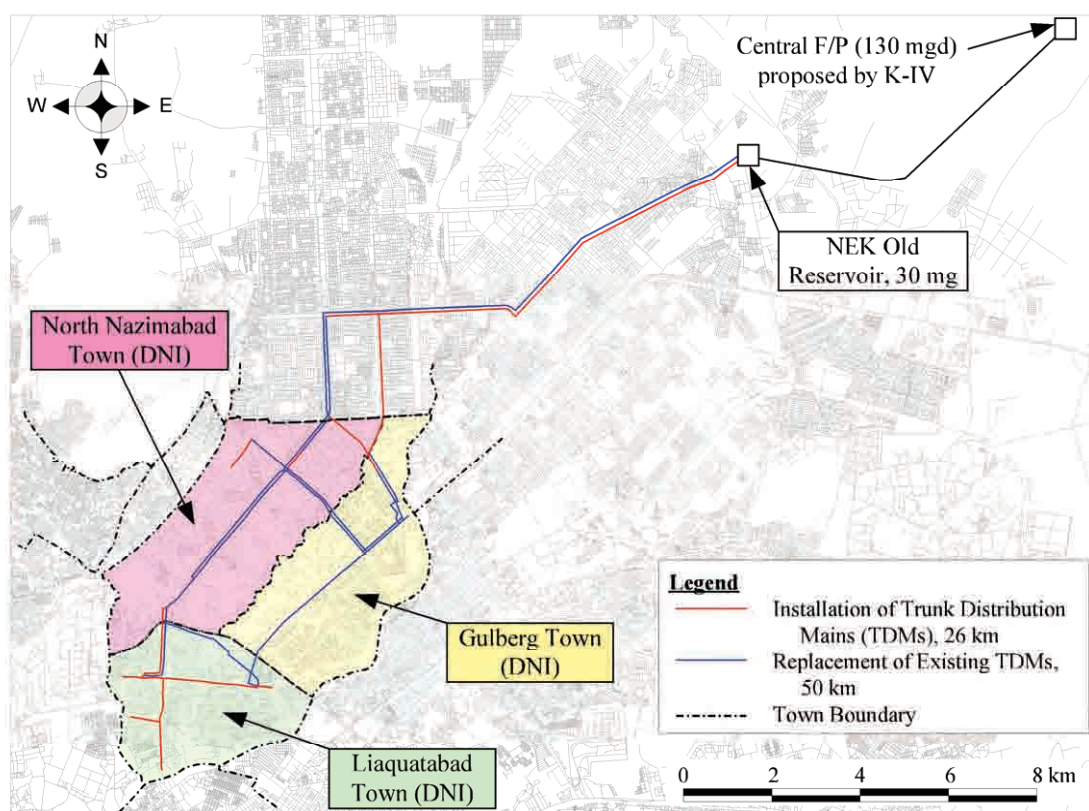 Central F/P (130 mgd)
proposed by K-IV
N
W
E
S
NEK Old
Reservoir, 30 mg
North Nazimabad
Town (DNI)
Gulberg Town
(DNI)
Liaquatabad
Town (DNI)
Legend
Installation of Trunk Distribution
Mains (TDMs), 26 km
Replacement of Existing TDMs,
50 km
Town Boundary
0 2 4 6 8 km